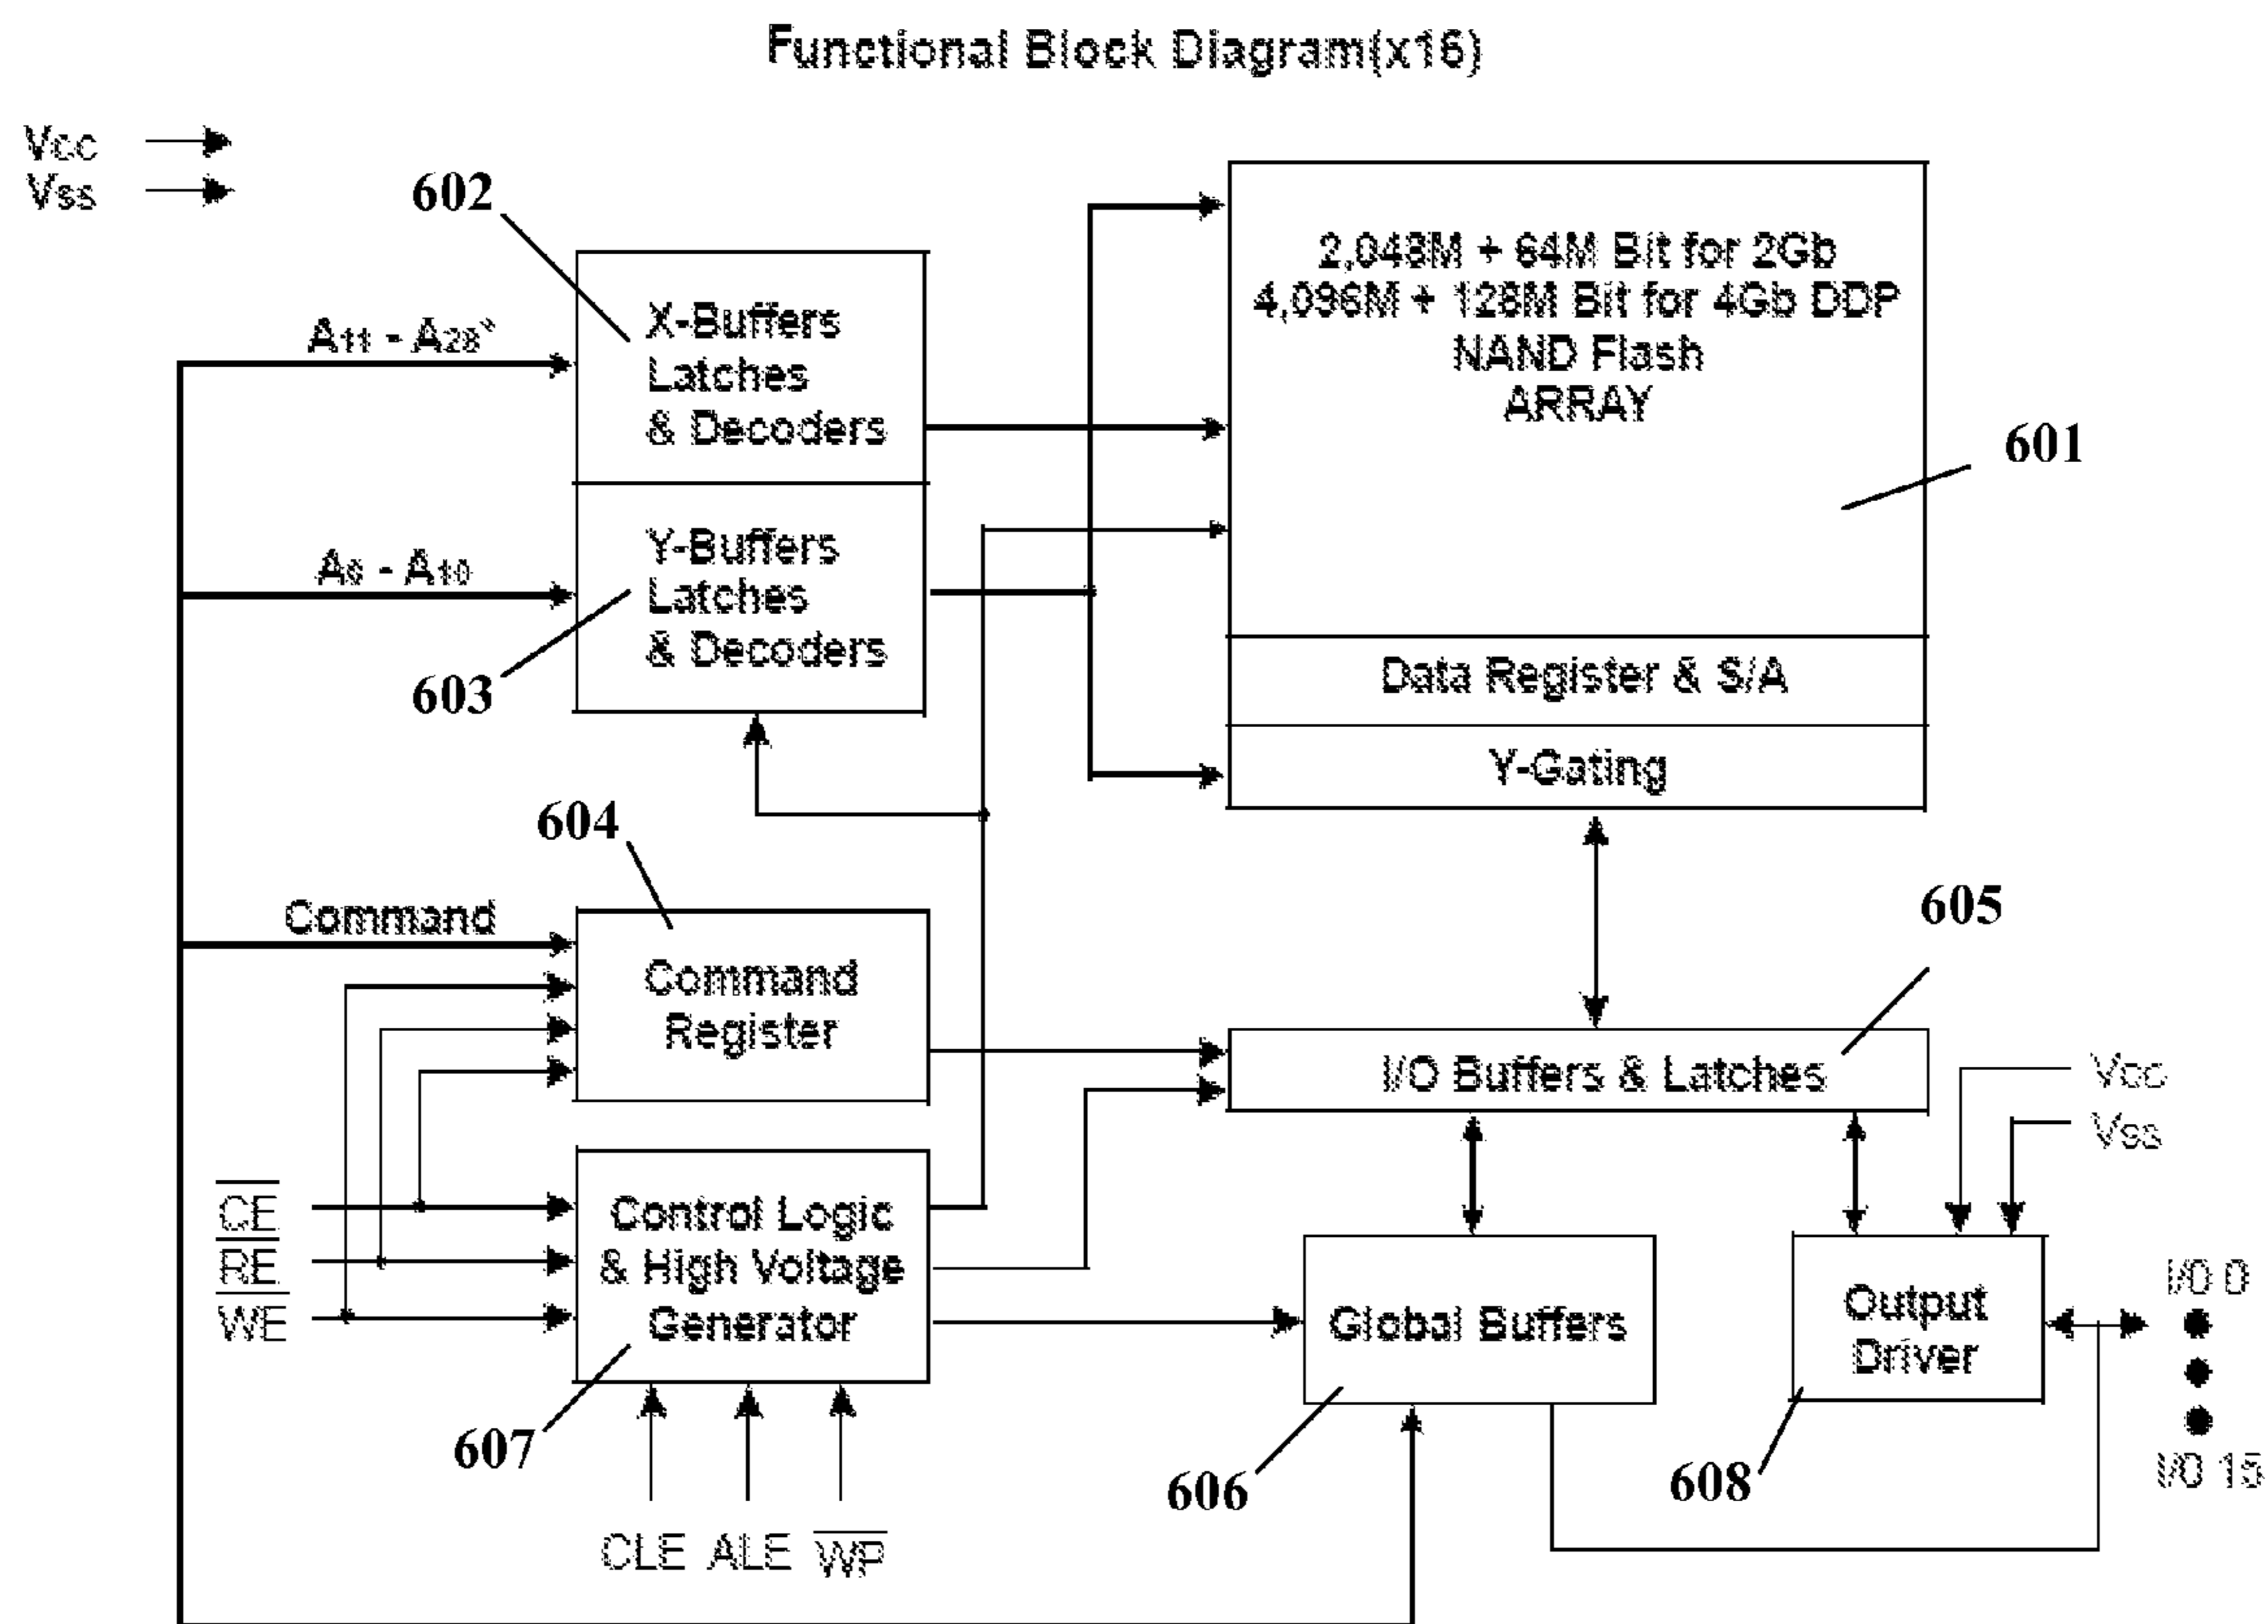 Functional Block Diagram(x16)
Vcc
Vss
602
2,048M + 64M Bit for 2Gb
4,096M + 128M Bit for 4Gb DDP
NAND Flash
ARRAY
601
A11 - A28*
X-Buffers
Latches
& Decoders
A0 - A10
Y-Buffers
Latches
& Decoders
603
Data Register & S/A
Y-Gating
604
Command
Command
Register
605
I/O Buffers & Latches
Vcc
Vss
CE
RE
WE
Control Logic
& High Voltage
Generator
607
CLE ALE WP
Global Buffers
606
Output
Driver
608
I/O 0
I/O 15